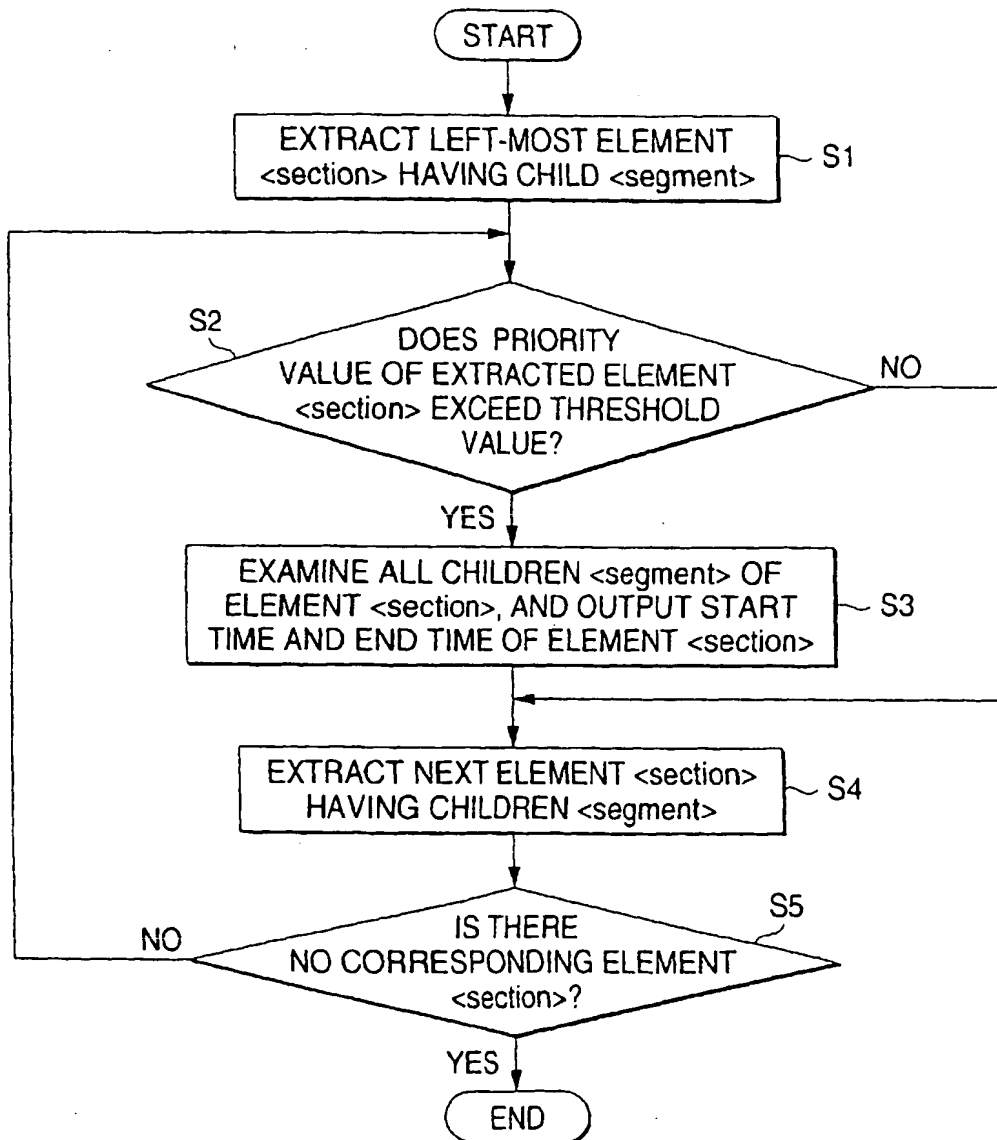 START
EXTRACT LEFT-MOST ELEMENT
<section> HAVING CHILD <segment>
S1
S2
DOES PRIORITY
VALUE OF EXTRACTED ELEMENT
<section> EXCEED THRESHOLD
VALUE?
NO
YES
EXAMINE ALL CHILDREN <segment> OF
ELEMENT <section>, AND OUTPUT START
TIME AND END TIME OF ELEMENT <section>
S3
EXTRACT NEXT ELEMENT <section>
HAVING CHILDREN <segment>
S4
S5
IS THERE
NO CORRESPONDING ELEMENT
<section>?
NO
YES
END